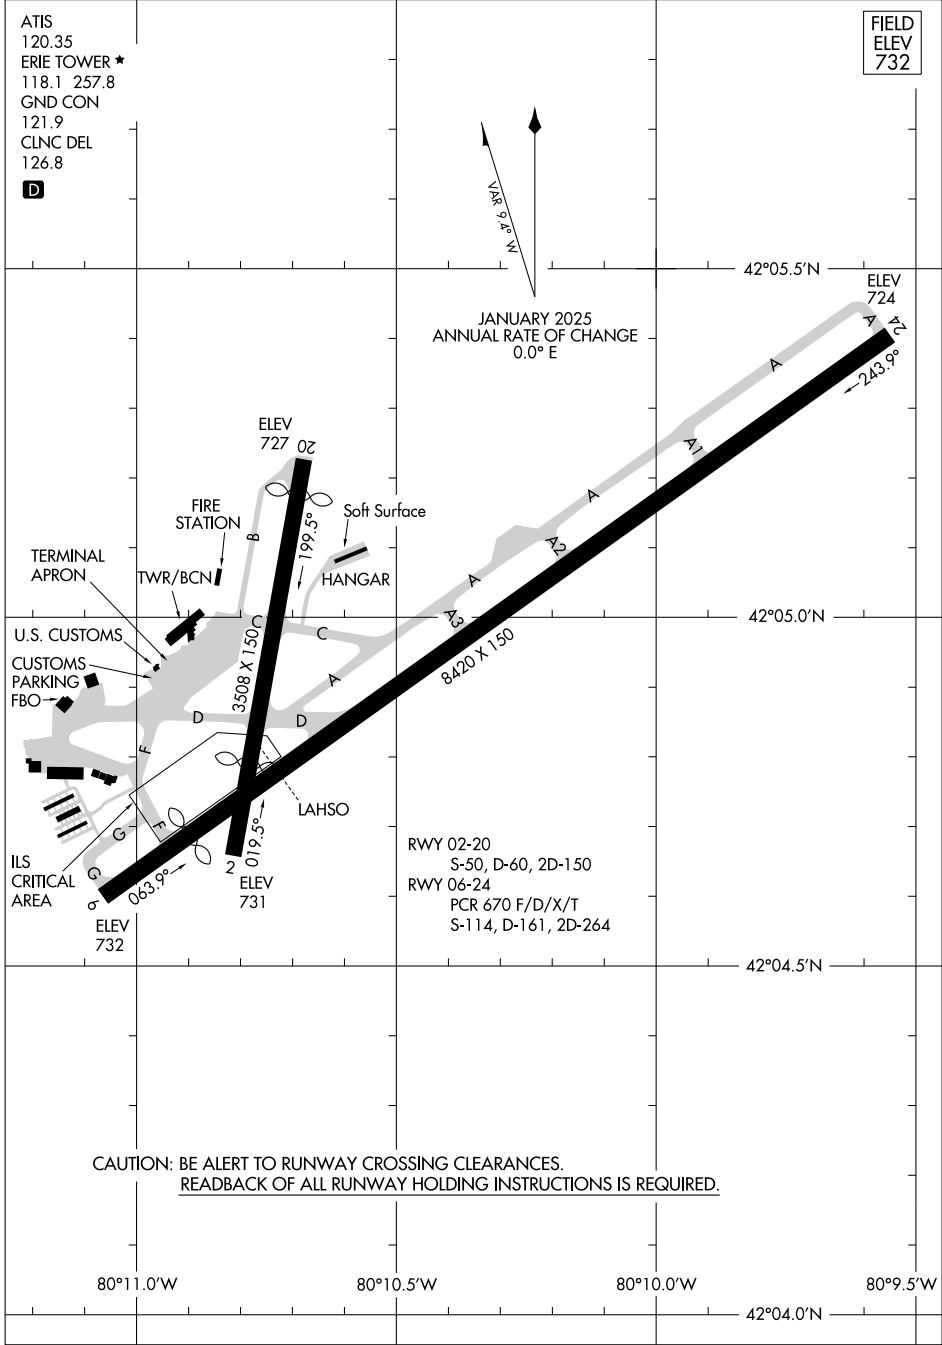 ATIS
120.35
ERIE TOWER ★
118.1 257.8
GND CON
121.9
CLNC DEL
126.8
D
FIELD
ELEV
732
VAR 9.4° W
JANUARY 2025
ANNUAL RATE OF CHANGE
0.0° E
42°05.5'N
ELEV
724
A
24
243.9°
A
A1
A
ELEV
727
20
FIRE
STATION
B
199.5°
Soft Surface
HANGAR
A2
A
TERMINAL
APRON
TWR/BCN
A3
42°05.0'N
C
C
U.S. CUSTOMS
CUSTOMS
PARKING
FBO
3508 X 150
8420 X 150
A
D
D
F
LAHSO
F
G
G
ILS
CRITICAL
AREA
063.9°
019.5°
2
ELEV
731
6
ELEV
732
RWY 02-20
S-50, D-60, 2D-150
RWY 06-24
PCR 670 F/D/X/T
S-114, D-161, 2D-264
42°04.5'N
CAUTION: BE ALERT TO RUNWAY CROSSING CLEARANCES.
READBACK OF ALL RUNWAY HOLDING INSTRUCTIONS IS REQUIRED.
80°11.0'W
80°10.5'W
80°10.0'W
80°9.5'W
42°04.0'N